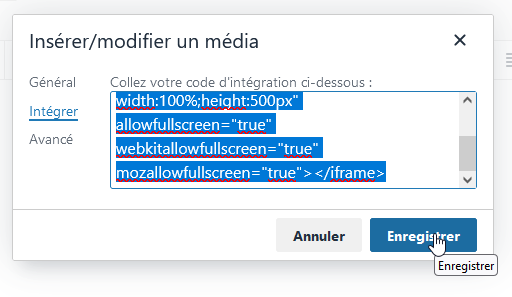 Insérer/modifier un média
Général
Intégrer
Avancé
Collez votre code d'intégration ci-dessous :
width:100%;height:500px"
allowfullscreen="true"
webkitallowfullscreen="true"
mozallowfullscreen="true"></iframe>
Annuler
Enregistrer
Enregistrer